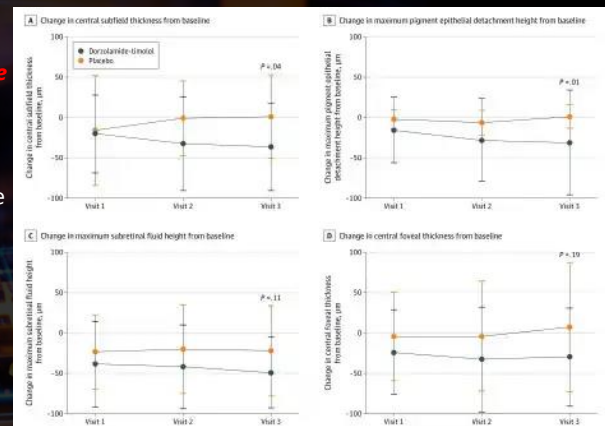 e
e
A Change in central subfield thickness from baseline
100
50
0
-50
-100
Change in central subfield thickness
from baseline, µm
Dorzolamide-timolol
Placebo
P = .04
Visit 1 Visit 2 Visit 3
B Change in maximum pigment epithelial detachment height from baseline
100
50
0
-50
-100
Change in maximum pigment epithelial
detachment height from baseline, µm
P = .01
Visit 1 Visit 2 Visit 3
C Change in maximum subretinal fluid height from baseline
100
50
0
-50
-100
Change in maximum subretinal fluid height
from baseline, µm
P = .11
Visit 1 Visit 2 Visit 3
D Change in central foveal thickness from baseline
100
50
0
-50
-100
Change in central foveal thickness
from baseline, µm
P = .19
Visit 1 Visit 2 Visit 3